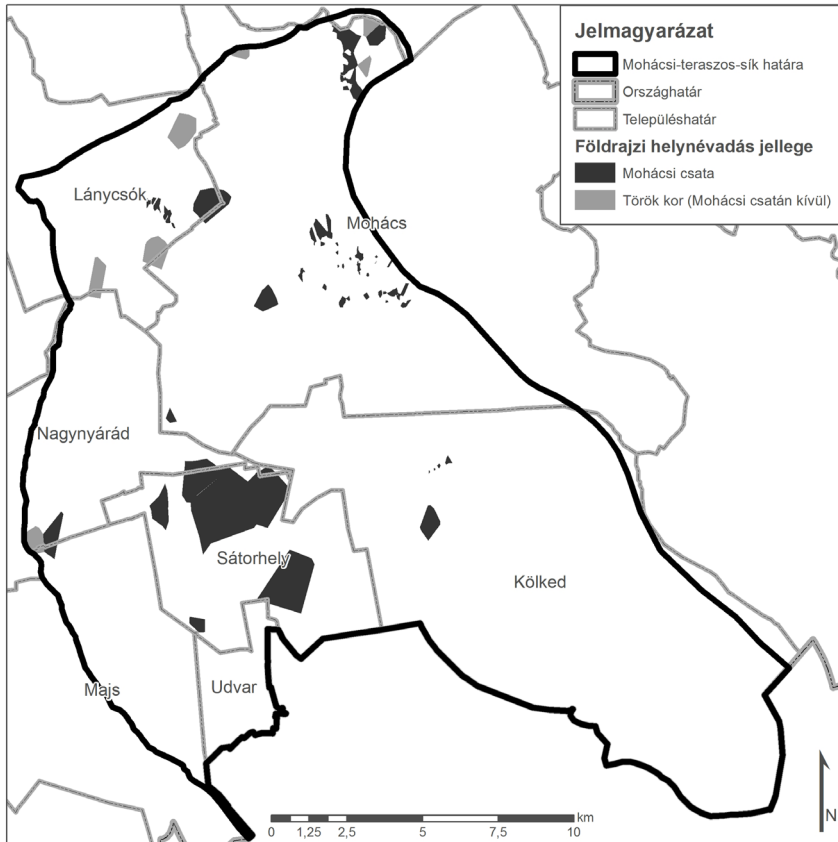 Jelmagyarázat
Mohácsi-teraszos-sík határa
Országhatár
Településhatár
Földrajzi helynévadás jellege
Mohácsi csata
Török kor (Mohácsi csatán kívül)
Lánycsók
Mohács
Nagynyárád
Sátorhely
Kölked
Majs
Udvar
km
0 1,25 2,5 5 7,5 10
N